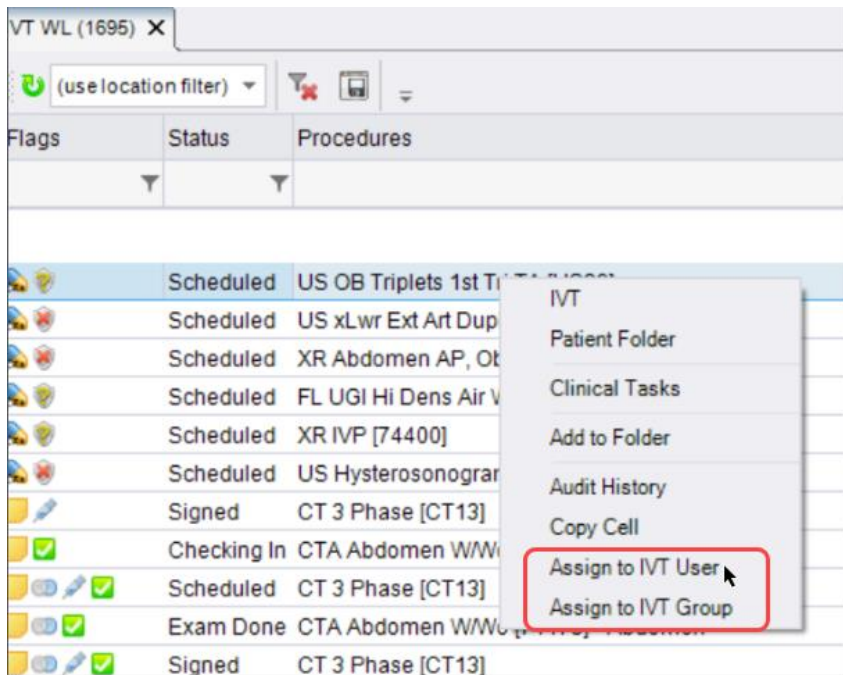 VT WL (1695) X
(use location filter)
Flags Status Procedures
Scheduled US OB Triplets 1st Tri
Scheduled US xLwr Ext Art Dup
Scheduled XR Abdomen AP, Ob
Scheduled FL UGI Hi Dens Air
Scheduled XR IVP [74400]
Scheduled US Hysterosonogra
Signed CT 3 Phase [CT13]
Checking In CTA Abdomen W/W
Scheduled CT 3 Phase [CT13]
Exam Done CTA Abdomen W/Wo
Signed CT 3 Phase [CT13]
IVT
Patient Folder
Clinical Tasks
Add to Folder
Audit History
Copy Cell
Assign to IVT User
Assign to IVT Group